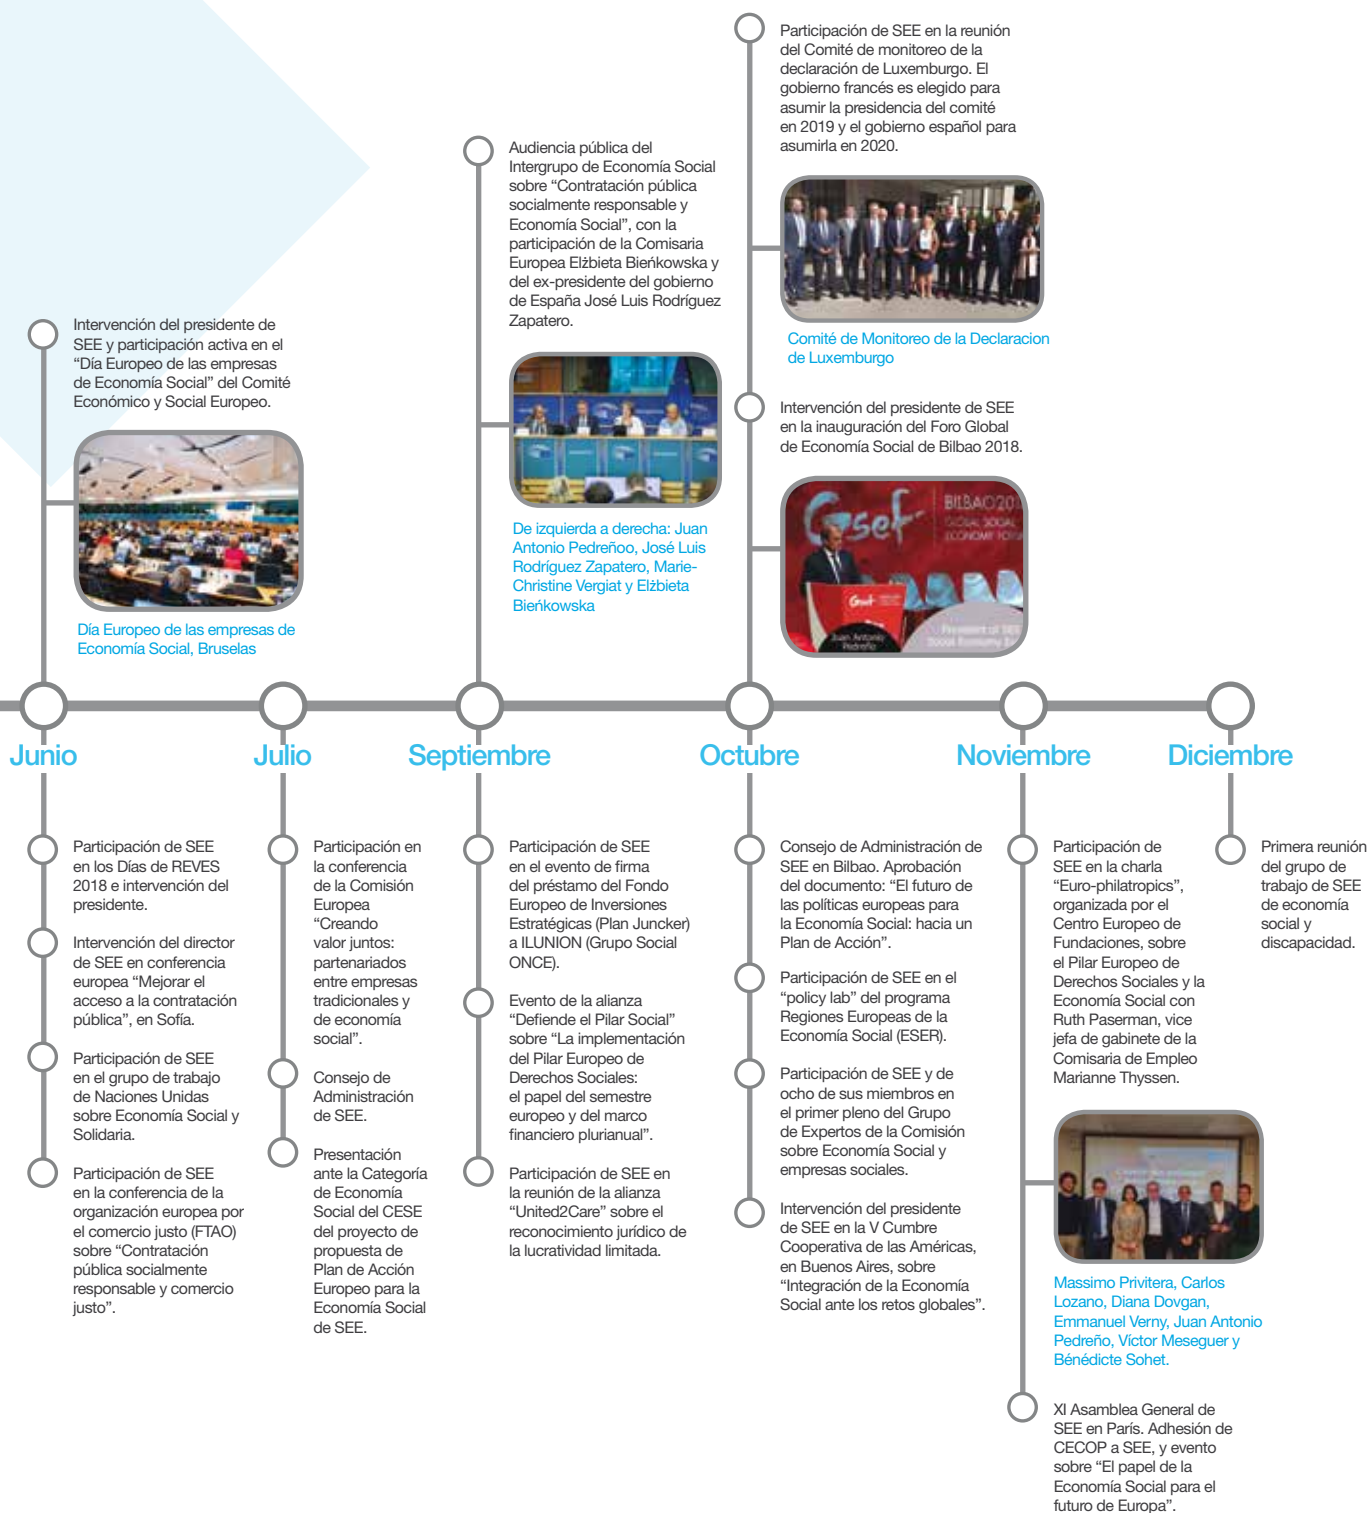 Participación de SEE en la reunión
del Comité de monitoreo de la
declaración de Luxemburgo. El
gobierno francés es elegido para
asumir la presidencia del comité
en 2019 y el gobierno español para
asumirla en 2020.
Comité de Monitoreo de la Declaracion
de Luxemburgo
Intervención del presidente de SEE
en la inauguración del Foro Global
de Economía Social de Bilbao 2018.
Gsef
BILBAO20
GLOBAL SOCIAL
ECONOMY FORUM
Gsef
Juan Antonio
Pedreño
President of SEE
Social Economy
Audiencia pública del
Intergrupo de Economía Social
sobre “Contratación pública
socialmente responsable y
Economía Social”, con la
participación de la Comisaria
Europea Elżbieta Bieńkowska y
del ex-presidente del gobierno
de España José Luis Rodríguez
Zapatero.
De izquierda a derecha: Juan
Antonio Pedreñoo, José Luis
Rodríguez Zapatero, Marie-
Christine Vergiat y Elżbieta
Bieńkowska
Intervención del presidente de
SEE y participación activa en el
“Día Europeo de las empresas
de Economía Social” del Comité
Económico y Social Europeo.
Día Europeo de las empresas de
Economía Social, Bruselas
Junio
Julio
Septiembre
Octubre
Noviembre
Diciembre
Participación de SEE
en los Días de REVES
2018 e intervención del
presidente.
Intervención del director
de SEE en conferencia
europea “Mejorar el
acceso a la contratación
pública”, en Sofía.
Participación de SEE
en el grupo de trabajo
de Naciones Unidas
sobre Economía Social y
Solidaria.
Participación de SEE
en la conferencia de la
organización europea por
el comercio justo (FTAO)
sobre “Contratación
pública socialmente
responsable y comercio
justo”.
Participación en
la conferencia
de la Comisión
Europea
“Creando
valor juntos:
partenariados
entre empresas
tradicionales y
de economía
social”.
Consejo de
Administración
de SEE.
Presentación
ante la Categoría
de Economía
Social del CESE
del proyecto de
propuesta de
Plan de Acción
Europeo para la
Economía Social
de SEE.
Participación de SEE
en el evento de firma
del préstamo del Fondo
Europeo de Inversiones
Estratégicas (Plan Juncker)
a ILUNION (Grupo Social
ONCE).
Evento de la alianza
“Defiende el Pilar Social”
sobre “La implementación
del Pilar Europeo de
Derechos Sociales:
el papel del semestre
europeo y del marco
financiero plurianual”.
Participación de SEE en
la reunión de la alianza
“United2Care” sobre el
reconocimiento jurídico de
la lucratividad limitada.
Consejo de Administración de
SEE en Bilbao. Aprobación
del documento: “El futuro de
las políticas europeas para
la Economía Social: hacia un
Plan de Acción”.
Participación de SEE en el
“policy lab” del programa
Regiones Europeas de la
Economía Social (ESER).
Participación de SEE y de
ocho de sus miembros en
el primer pleno del Grupo
de Expertos de la Comisión
sobre Economía Social y
empresas sociales.
Intervención del presidente
de SEE en la V Cumbre
Cooperativa de las Américas,
en Buenos Aires, sobre
“Integración de la Economía
Social ante los retos globales”.
Participación de
SEE en la charla
“Euro-philatropics”,
organizada por el
Centro Europeo de
Fundaciones, sobre
el Pilar Europeo de
Derechos Sociales y la
Economía Social con
Ruth Paserman, vice
jefa de gabinete de la
Comisaria de Empleo
Marianne Thyssen.
Massimo Privitera, Carlos
Lozano, Diana Dovgan,
Emmanuel Verny, Juan Antonio
Pedreño, Víctor Meseguer y
Bénédicte Sohet.
XI Asamblea General de
SEE en París. Adhesión de
CECOP a SEE, y evento
sobre “El papel de la
Economía Social para el
futuro de Europa”.
Primera reunión
del grupo de
trabajo de SEE
de economía
social y
discapacidad.